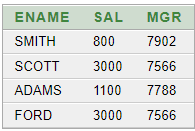 ENAME SAL MGR
SMITH 800 7902
SCOTT 3000 7566
ADAMS 1100 7788
FORD 3000 7566